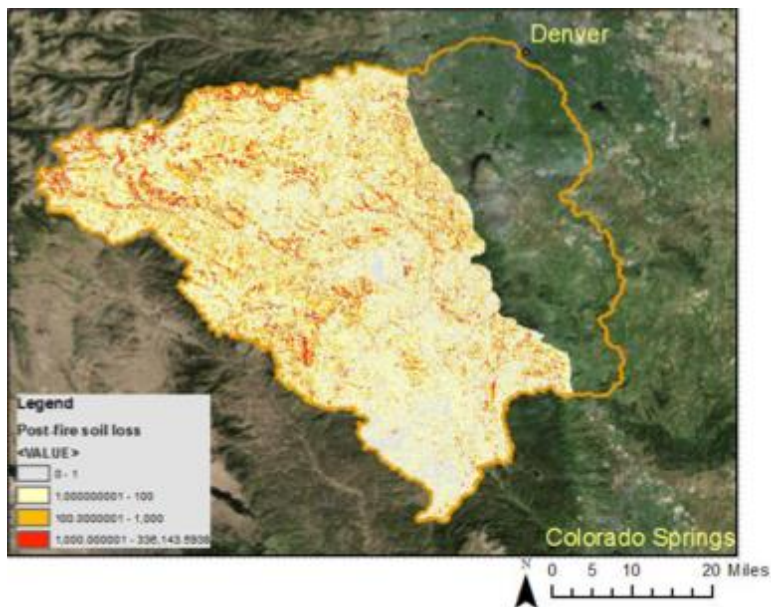 Denver
Legend
Post-fire soil loss
<VALUE>
0 - 1
1.000000001 - 100
100.0000001 - 1,000
1,000.000001 - 336,143.5938
Colorado Springs
N
0 5 10 20 Miles